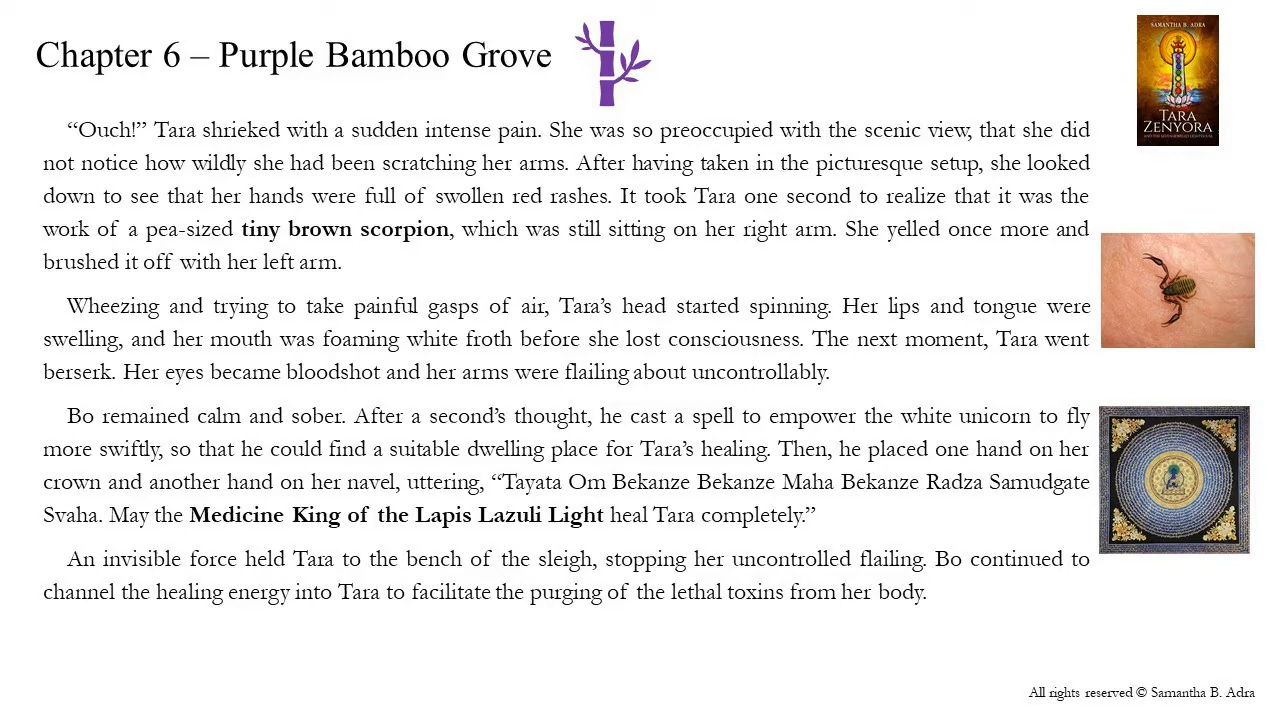 Chapter 6 – Purple Bamboo Grove
SAMANTHA B. ADRA
TARA
ZENYORA
“Ouch!” Tara shrieked with a sudden intense pain. She was so preoccupied with the scenic view, that she did
not notice how wildly she had been scratching her arms. After having taken in the picturesque setup, she looked
down to see that her hands were full of swollen red rashes. It took Tara one second to realize that it was the
work of a pea-sized tiny brown scorpion, which was still sitting on her right arm. She yelled once more and
brushed it off with her left arm.
Wheezing and trying to take painful gasps of air, Tara’s head started spinning. Her lips and tongue were
swelling, and her mouth was foaming white froth before she lost consciousness. The next moment, Tara went
berserk. Her eyes became bloodshot and her arms were flailing about uncontrollably.
Bo remained calm and sober. After a second’s thought, he cast a spell to empower the white unicorn to fly
more swiftly, so that he could find a suitable dwelling place for Tara’s healing. Then, he placed one hand on her
crown and another hand on her navel, uttering, “Tayata Om Bekanze Bekanze Maha Bekanze Radza Samudgate
Svaha. May the Medicine King of the Lapis Lazuli Light heal Tara completely.”
An invisible force held Tara to the bench of the sleigh, stopping her uncontrolled flailing. Bo continued to
channel the healing energy into Tara to facilitate the purging of the lethal toxins from her body.
All rights reserved © Samantha B. Adra